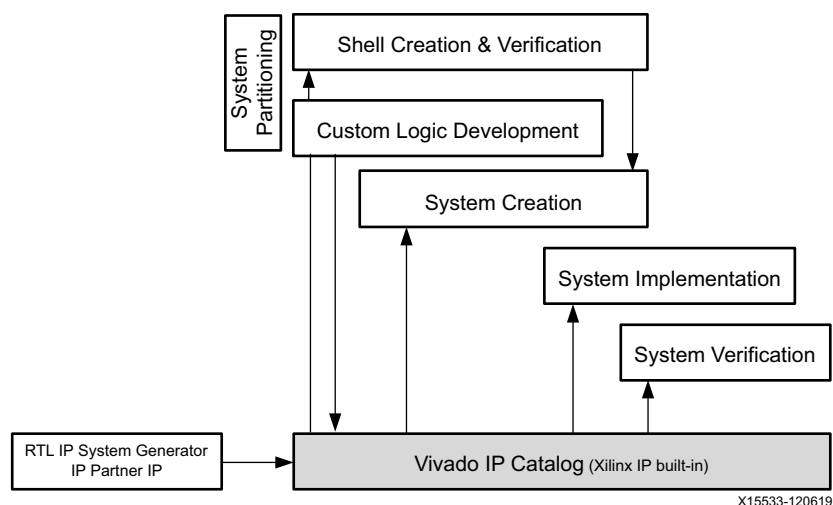 System
Partitioning
Shell Creation & Verification
Custom Logic Development
System Creation
System Implementation
System Verification
RTL IP System Generator
IP Partner IP
Vivado IP Catalog (Xilinx IP built-in)
X15533-120619